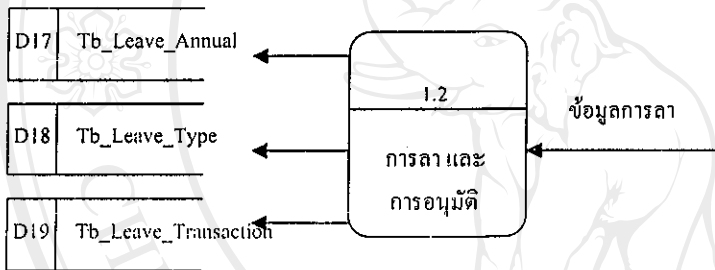 D17 Tb_Leave_Annual
1.2
ข้อมูลการลา
D18 Tb_Leave_Type
การลา และ
การอนุมัติ
D19 Tb_Leave_Transaction